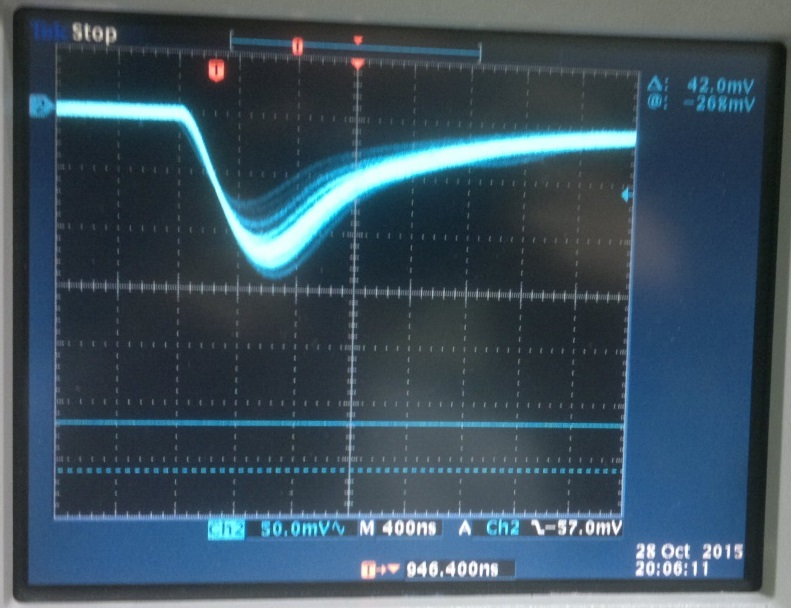 Tek Stop
Δ: 42.0mV
@: -268mV
Ch2 50.0mV∿ M 400ns A Ch2 ꔪ -57.0mV
T→▼ 946.400ns
28 Oct 2015
20:06:11